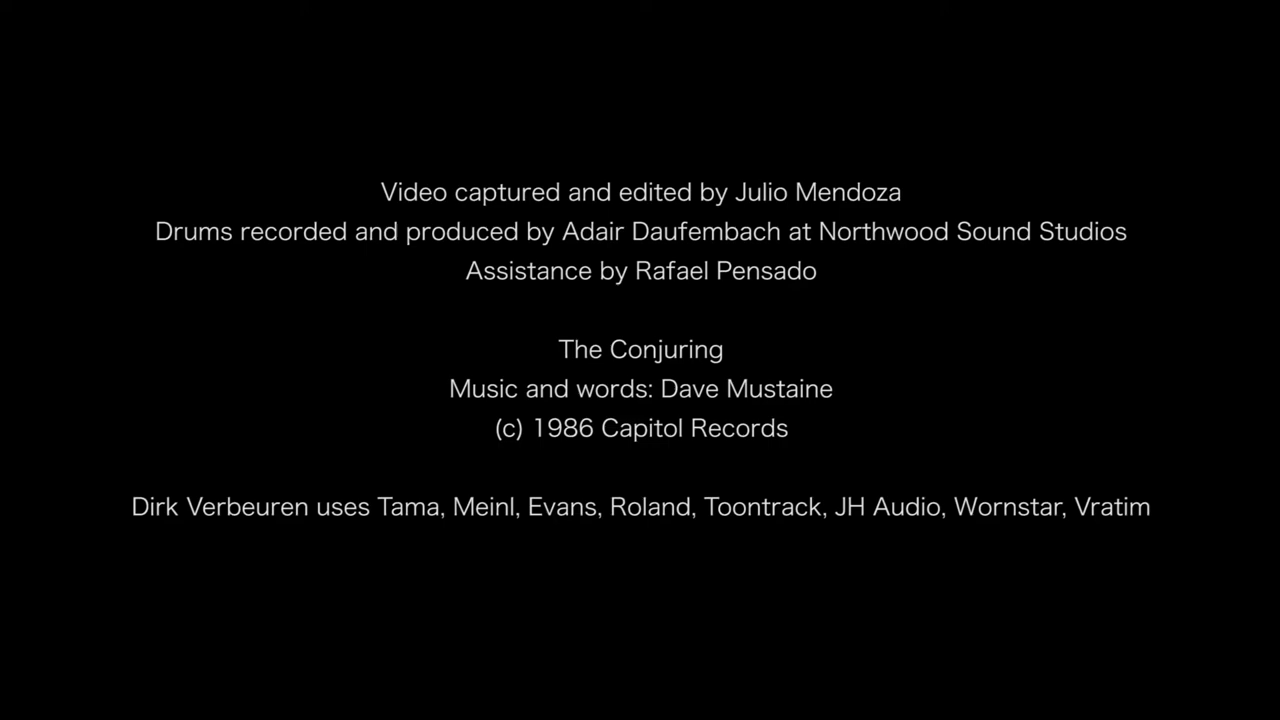 Video captured and edited by Julio Mendoza
Drums recorded and produced by Adair Daufembach at Northwood Sound Studios
Assistance by Rafael Pensado
The Conjuring
Music and words: Dave Mustaine
(c) 1986 Capitol Records
Dirk Verbeuren uses Tama, Meinl, Evans, Roland, Toontrack, JH Audio, Wornstar, Vratim